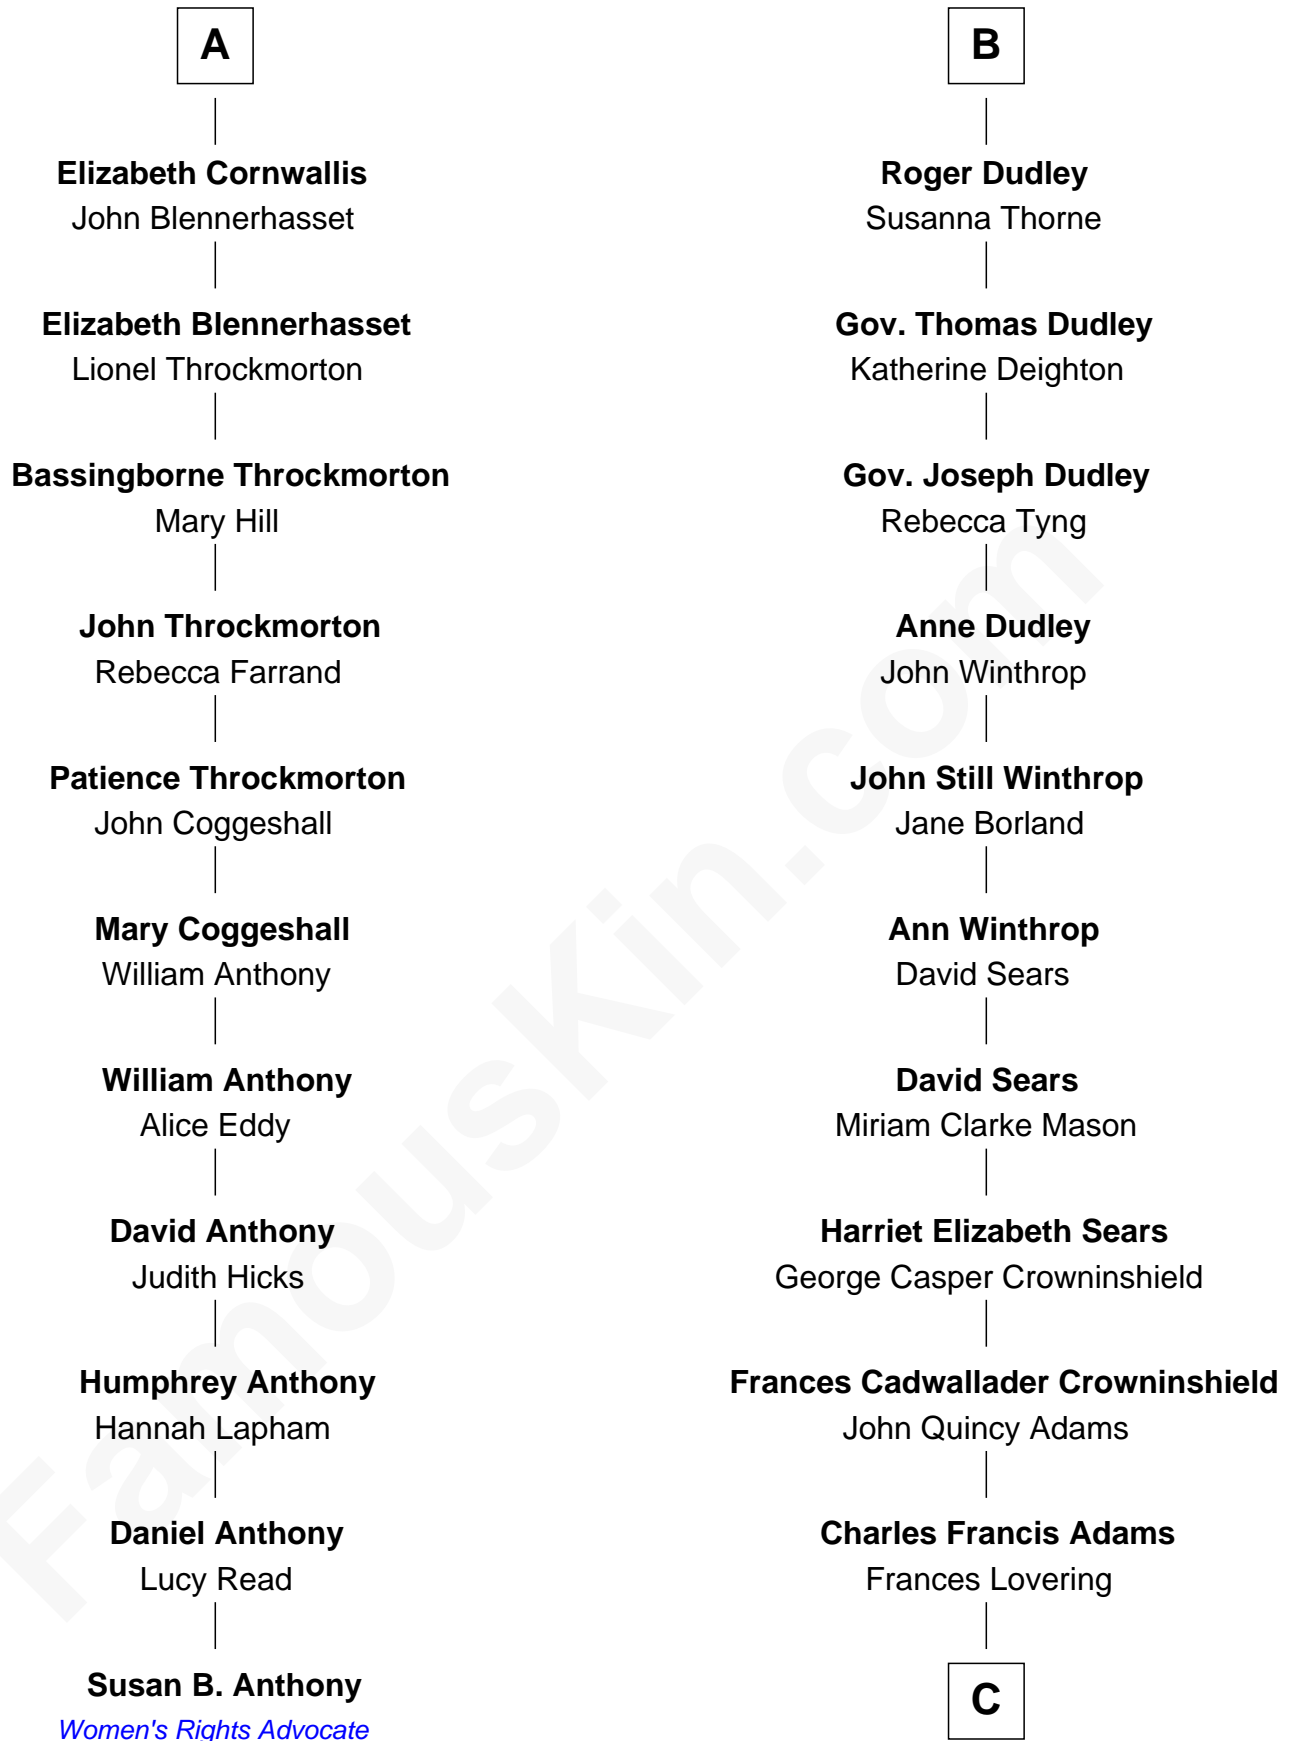 A
Elizabeth Cornwallis
John Blennerhasset
Elizabeth Blennerhasset
Lionel Throckmorton
Bassingborne Throckmorton
Mary Hill
John Throckmorton
Rebecca Farrand
Patience Throckmorton
John Coggeshall
Mary Coggeshall
William Anthony
William Anthony
Alice Eddy
David Anthony
Judith Hicks
Humphrey Anthony
Hannah Lapham
Daniel Anthony
Lucy Read
Susan B. Anthony
Women's Rights Advocate
B
Roger Dudley
Susanna Thorne
Gov. Thomas Dudley
Katherine Deighton
Gov. Joseph Dudley
Rebecca Tyng
Anne Dudley
John Winthrop
John Still Winthrop
Jane Borland
Ann Winthrop
David Sears
David Sears
Miriam Clarke Mason
Harriet Elizabeth Sears
George Casper Crowninshield
Frances Cadwallader Crowninshield
John Quincy Adams
Charles Francis Adams
Frances Lovering
C
FamousKin.com